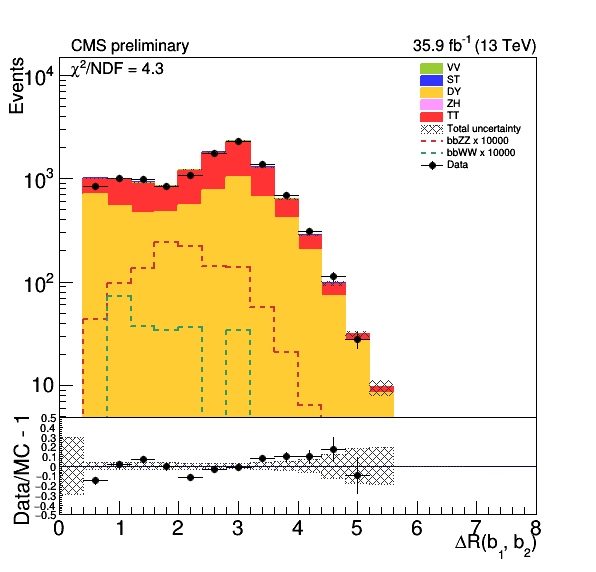 CMS preliminary 35.9 fb⁻¹ (13 TeV)
χ²/NDF = 4.3
Events
10⁴
10³
10²
10
VV
ST
DY
ZH
TT
Total uncertainty
bbZZ x 10000
bbWW x 10000
Data
Data/MC - 1
0.5
0.4
0.3
0.2
0.1
0
-0.1
-0.2
-0.3
-0.4
-0.5
0 1 2 3 4 5 6 7 8
ΔR(b₁, b₂)